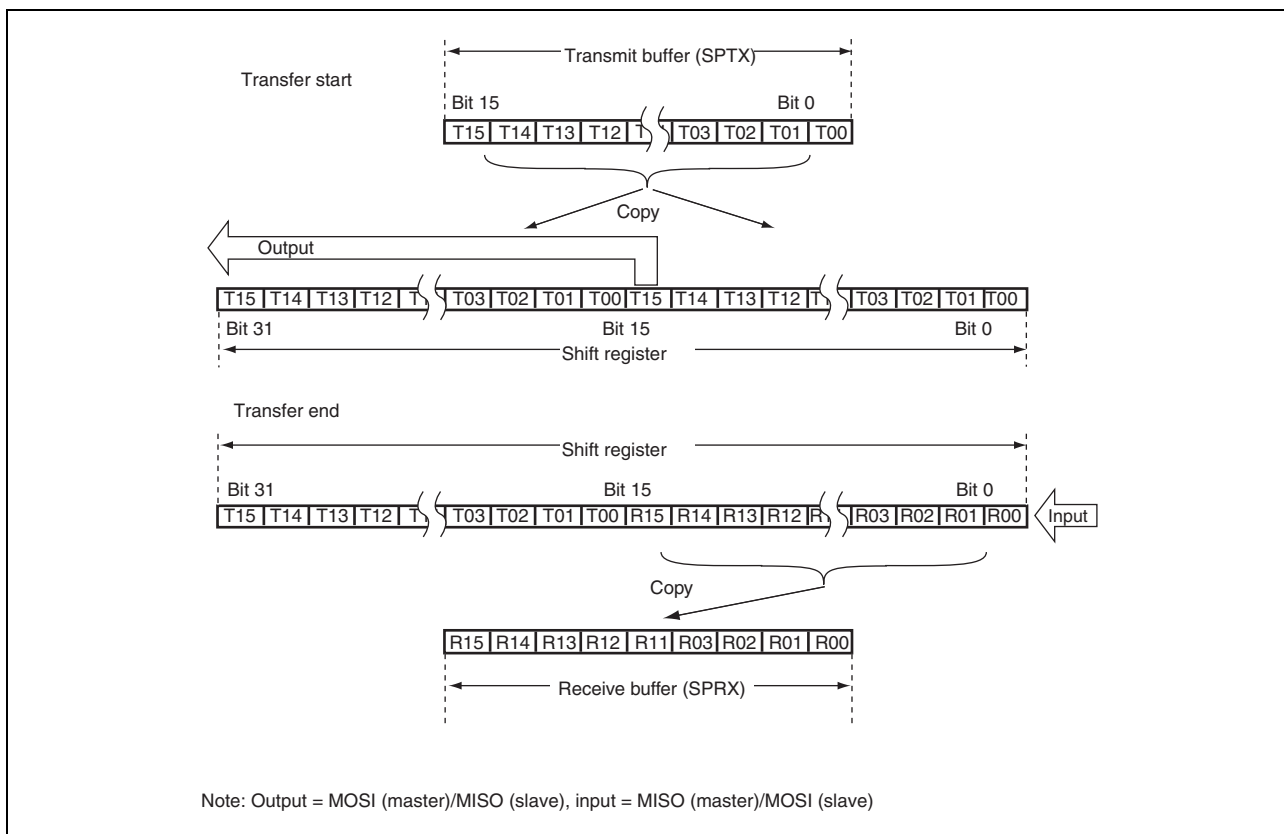 Transmit buffer (SPTX)
Transfer start
Bit 15 Bit 0
T15 T14 T13 T12 T03 T02 T01 T00
Copy
Output
T15 T14 T13 T12 T03 T02 T01 T00 T15 T14 T13 T12 T03 T02 T01 T00
Bit 31 Bit 15 Bit 0
Shift register
Transfer end
Shift register
Bit 31 Bit 15 Bit 0
T15 T14 T13 T12 T03 T02 T01 T00 R15 R14 R13 R12 R03 R02 R01 R00 Input
Copy
R15 R14 R13 R12 R11 R03 R02 R01 R00
Receive buffer (SPRX)
Note: Output = MOSI (master)/MISO (slave), input = MISO (master)/MOSI (slave)